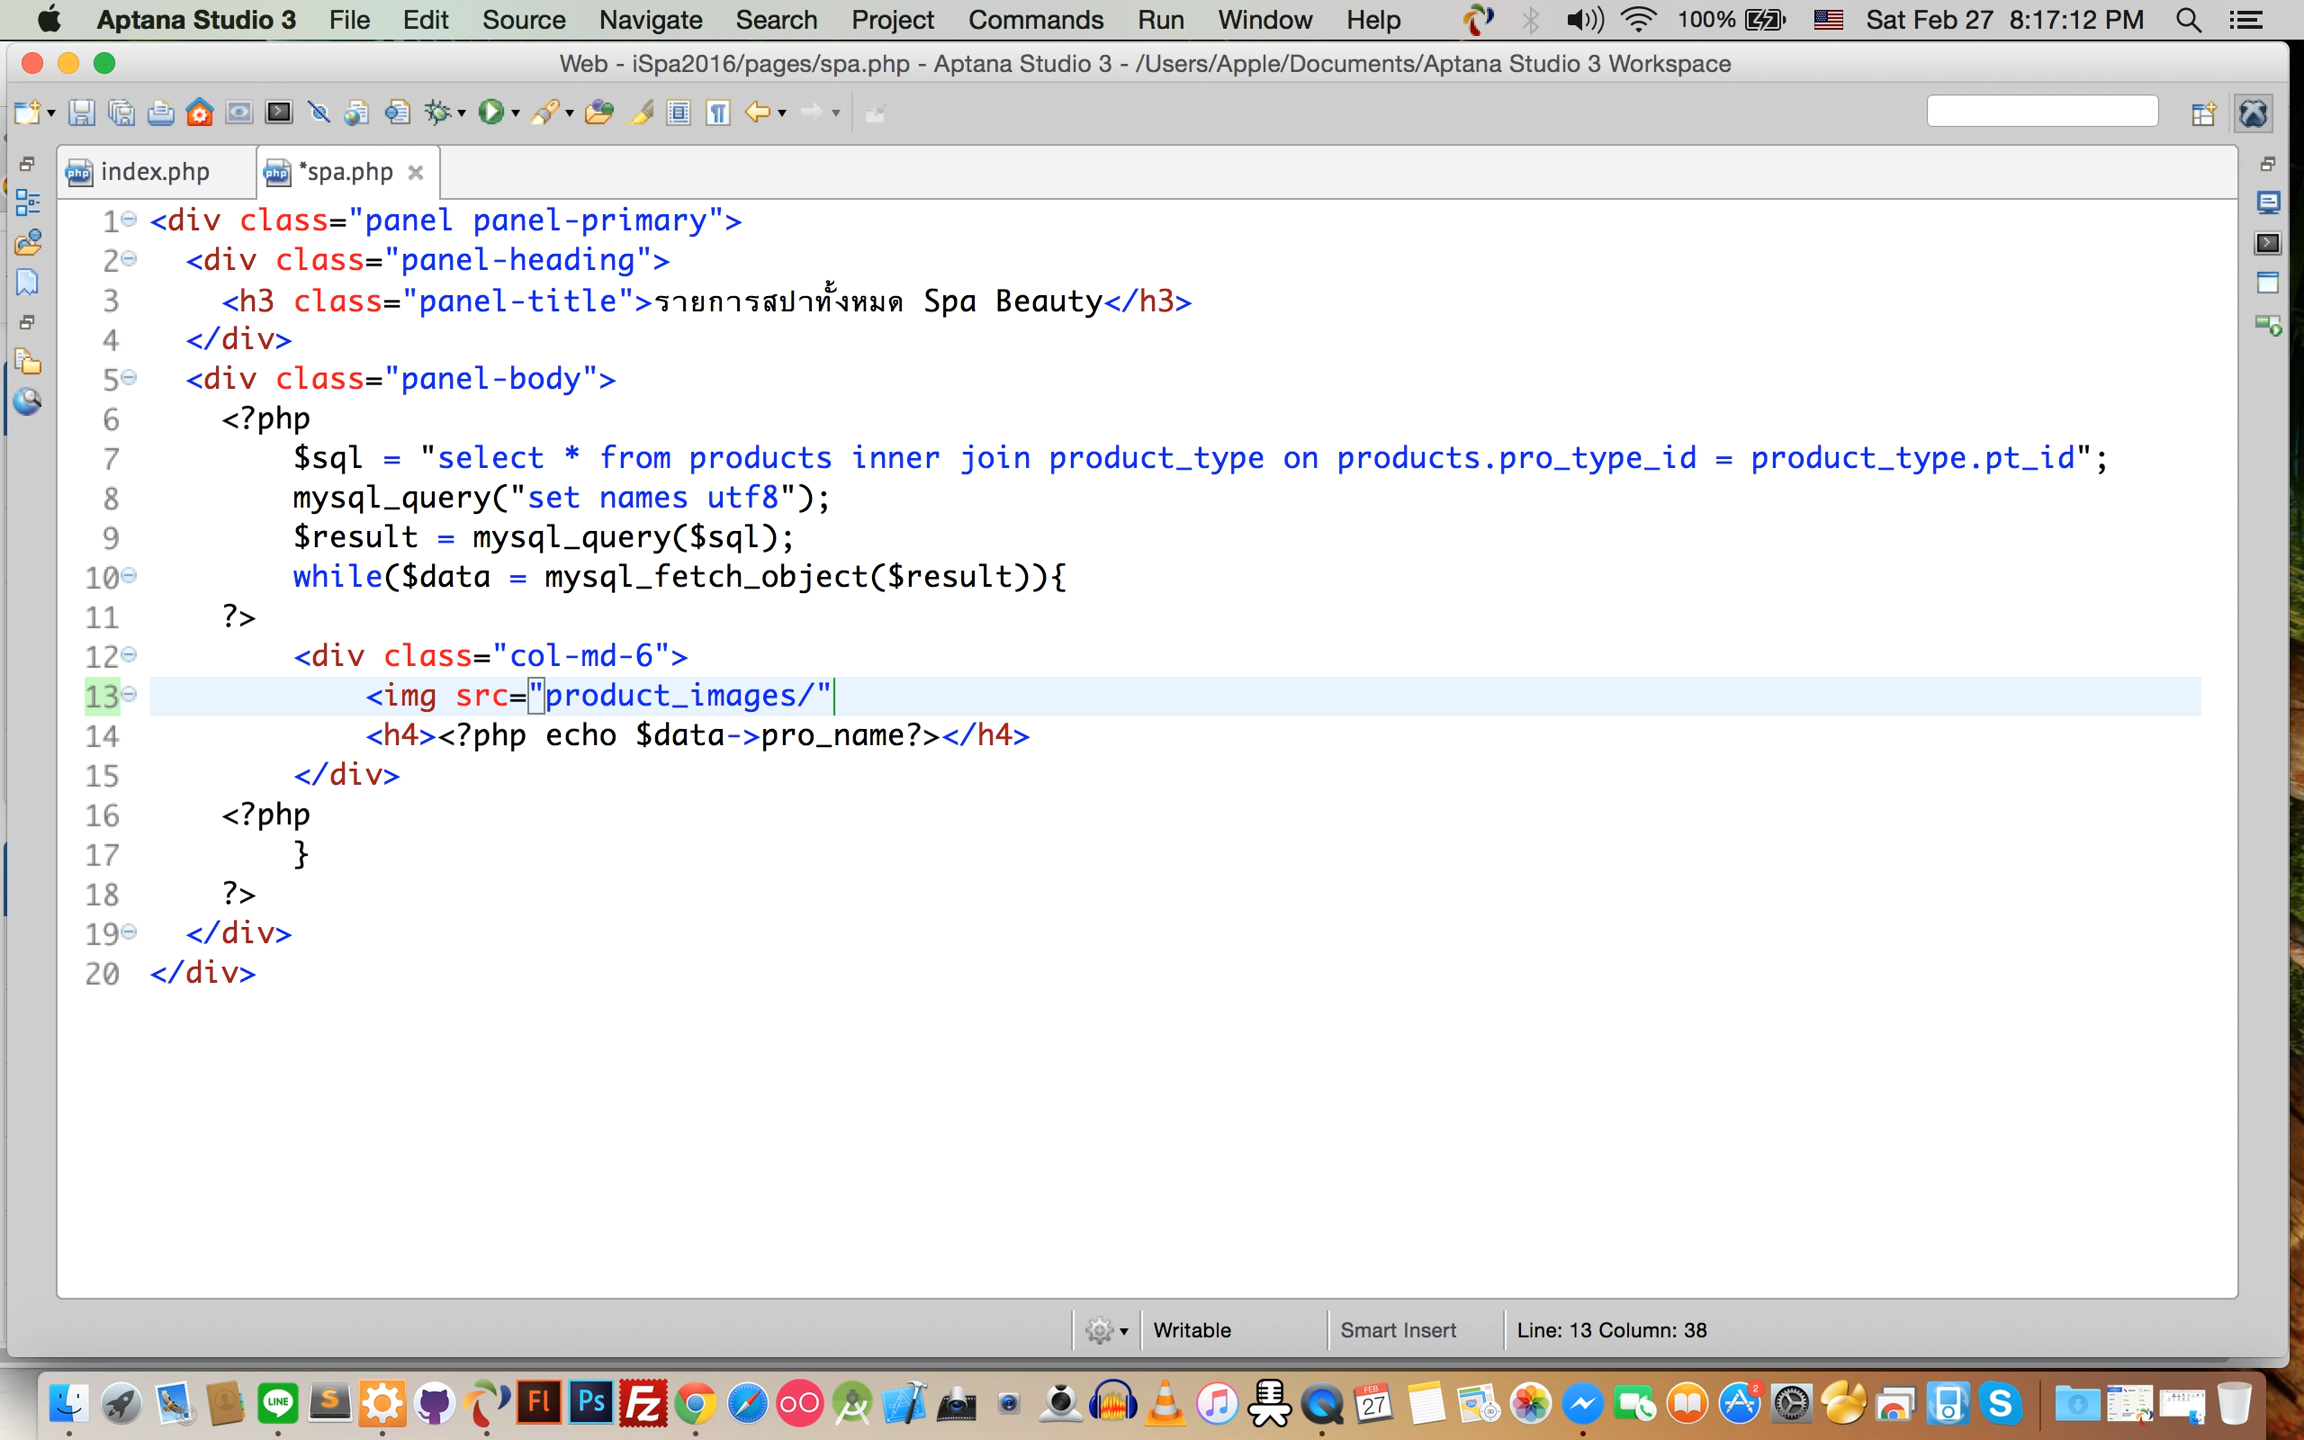 Aptana Studio 3 File Edit Source Navigate Search Project Commands Run Window Help 100% Sat Feb 27 8:17:12 PM
Web - iSpa2016/pages/spa.php - Aptana Studio 3 - /Users/Apple/Documents/Aptana Studio 3 Workspace
index.php *spa.php
1 <div class="panel panel-primary">
2 <div class="panel-heading">
3 <h3 class="panel-title">รายการสปาทั้งหมด Spa Beauty</h3>
4 </div>
5 <div class="panel-body">
6 <?php
7 $sql = "select * from products inner join product_type on products.pro_type_id = product_type.pt_id";
8 mysql_query("set names utf8");
9 $result = mysql_query($sql);
10 while($data = mysql_fetch_object($result)){
11 ?>
12 <div class="col-md-6">
13 <img src="product_images/"
14 <h4><?php echo $data->pro_name?></h4>
15 </div>
16 <?php
17 }
18 ?>
19 </div>
20 </div>
Writable Smart Insert Line: 13 Column: 38
LINE S Fl Ps Fz FEB 27 2 S